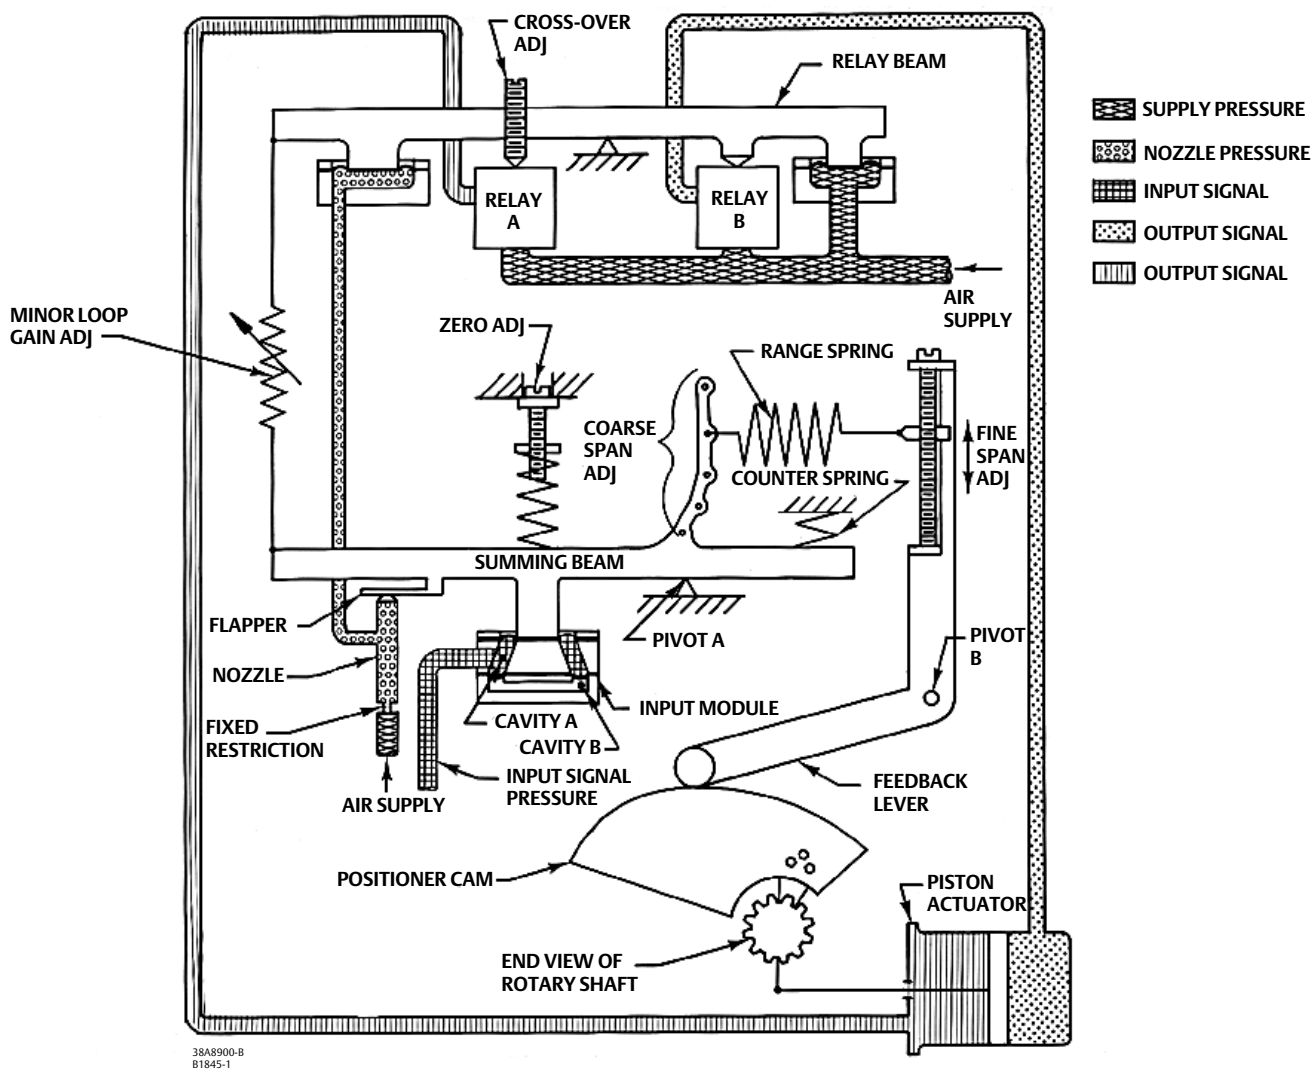 CROSS-OVER
ADJ
RELAY BEAM
SUPPLY PRESSURE
NOZZLE PRESSURE
INPUT SIGNAL
OUTPUT SIGNAL
OUTPUT SIGNAL
RELAY
A
RELAY
B
AIR
SUPPLY
MINOR LOOP
GAIN ADJ
ZERO ADJ
RANGE SPRING
COARSE
SPAN
ADJ
FINE
SPAN
ADJ
COUNTER SPRING
SUMMING BEAM
FLAPPER
PIVOT A
PIVOT
B
NOZZLE
INPUT MODULE
CAVITY A
CAVITY B
FIXED
RESTRICTION
AIR SUPPLY
INPUT SIGNAL
PRESSURE
FEEDBACK
LEVER
POSITIONER CAM
PISTON
ACTUATOR
END VIEW OF
ROTARY SHAFT
38A8900-B
B1845-1